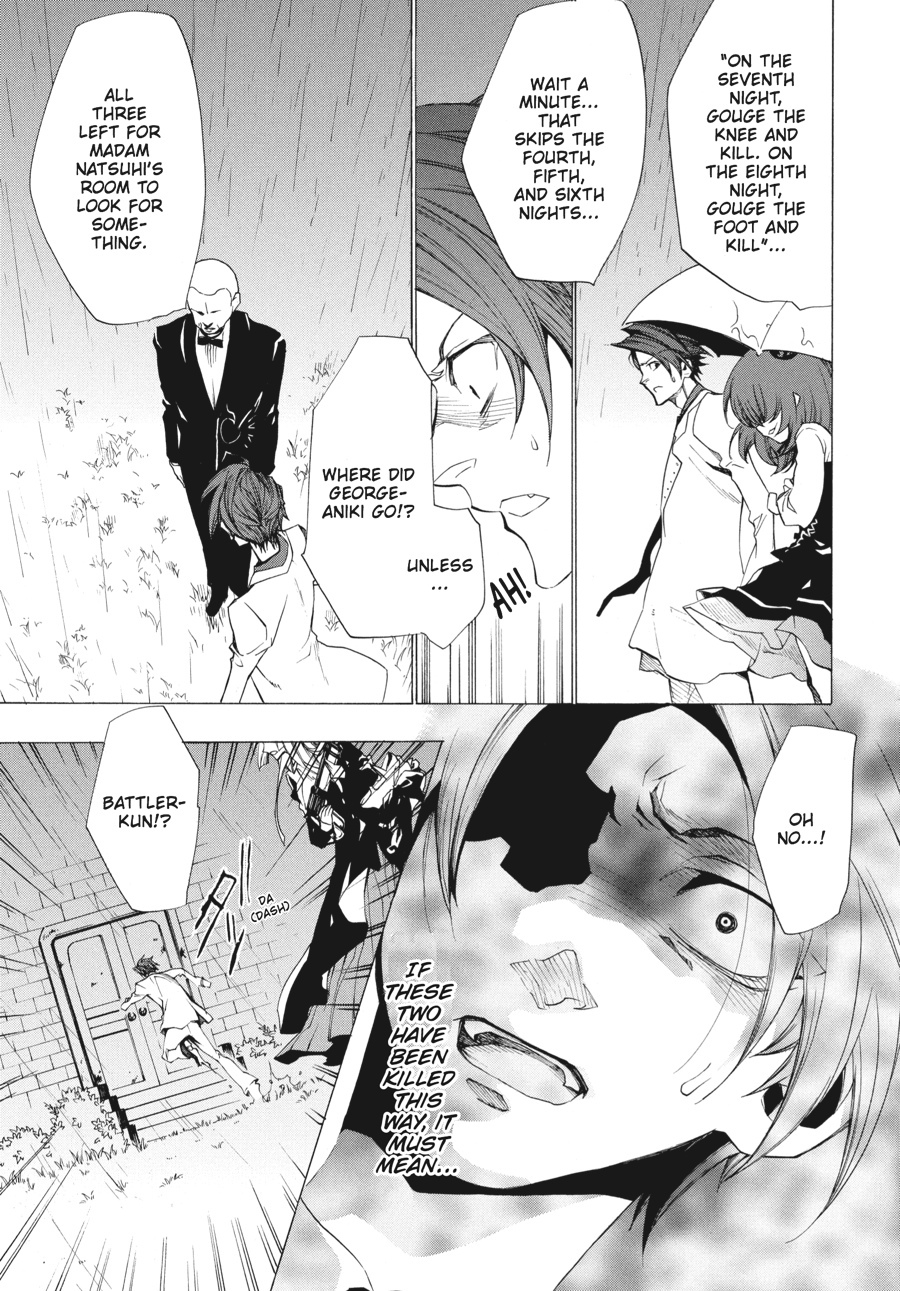 "ON THE
SEVENTH
NIGHT,
GOUGE THE
KNEE AND
KILL. ON
THE EIGHTH
NIGHT,
GOUGE THE
FOOT AND
KILL"...
WAIT A
MINUTE...
THAT
SKIPS THE
FOURTH,
FIFTH,
AND SIXTH
NIGHTS...
AH!
WHERE DID
GEORGE-
ANIKI GO!?
UNLESS
...
ALL
THREE
LEFT FOR
MADAM
NATSUHI'S
ROOM TO
LOOK FOR
SOME-
THING.
OH
NO...!
IF
THESE
TWO
HAVE
BEEN
KILLED
THIS
WAY, IT
MUST
MEAN...
BATTLER-
KUN!?
ダッ
DA
(DASH)